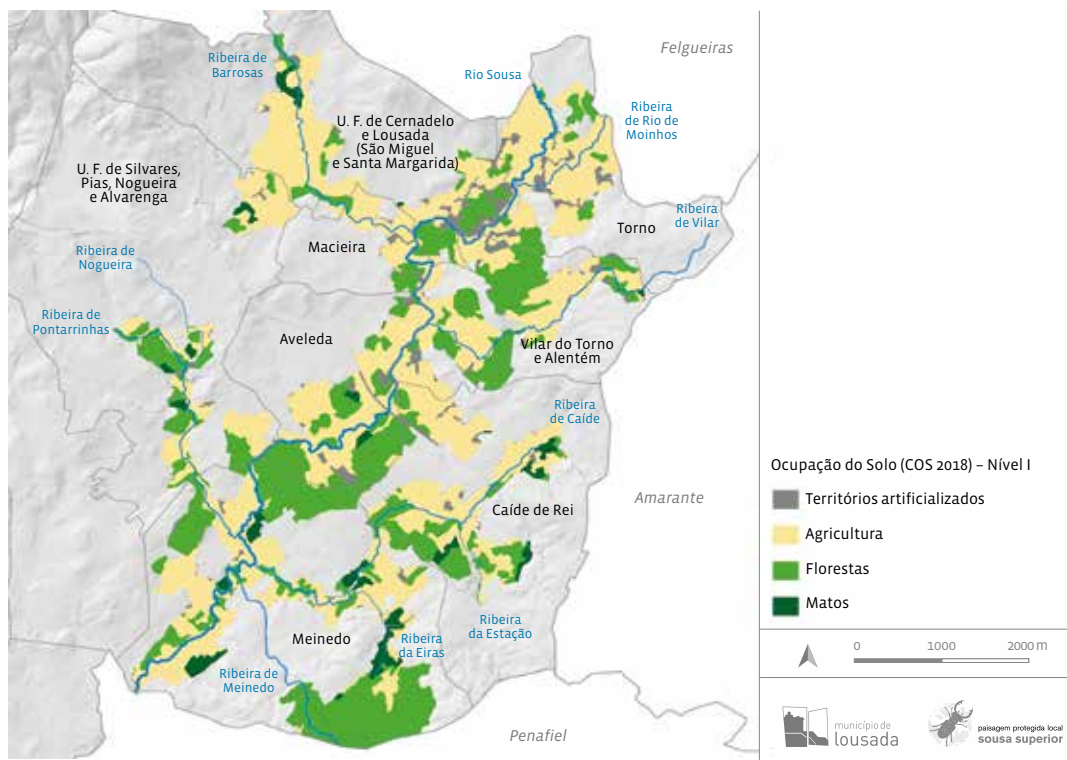 Felgueiras
Ribeira de
Barrosas
Rio Sousa
Ribeira
de Rio de
Moinhos
U. F. de Cernadelo
e Lousada
(São Miguel
e Santa Margarida)
U. F. de Silvares,
Pias, Nogueira
e Alvarenga
Ribeira
de Vilar
Torno
Macieira
Ribeira de
Nogueira
Ribeira de
Pontarrinhas
Aveleda
Vilar do Torno
e Alentém
Ribeira
de Caíde
Amarante
Caíde de Rei
Ribeira
da Estação
Meinedo
Ribeira
da Eiras
Ribeira de
Meinedo
Penafiel
Ocupação do Solo (COS 2018) – Nível I
Territórios artificializados
Agricultura
Florestas
Matos
0 1000 2000 m
município de
lousada
paisagem protegida local
sousa superior